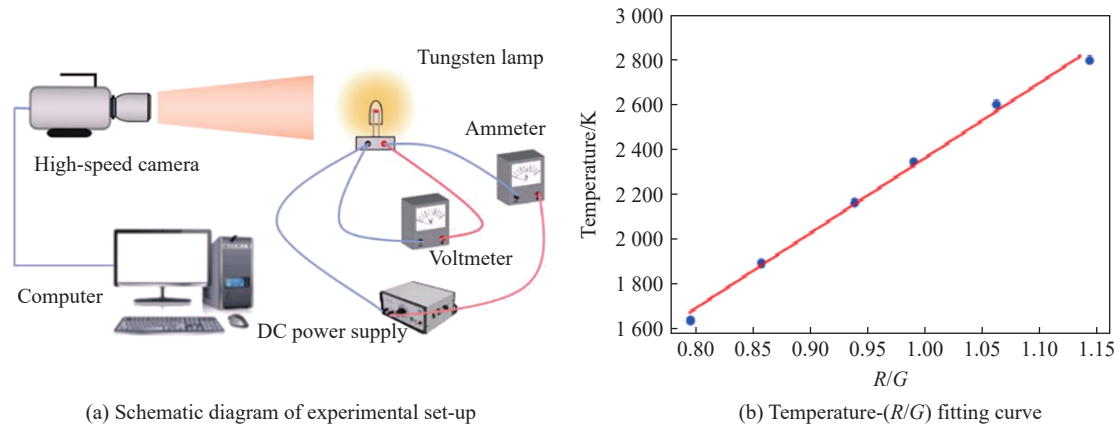 Tungsten lamp
Ammeter
High-speed camera
Voltmeter
Computer
DC power supply
(a) Schematic diagram of experimental set-up
3 000
2 800
2 600
2 400
2 200
2 000
1 800
1 600
Temperature/K
0.80 0.85 0.90 0.95 1.00 1.05 1.10 1.15
R/G
(b) Temperature-(R/G) fitting curve